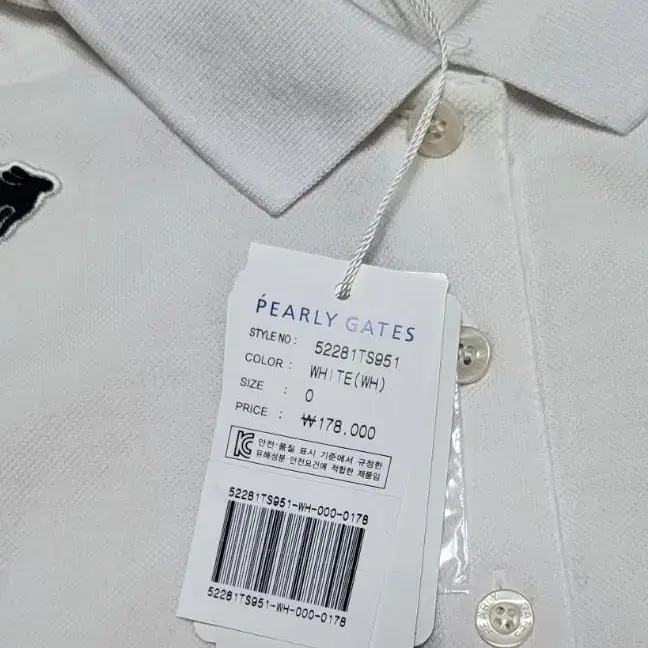 PEARLY GATES
STYLE NO : 52281TS951
COLOR : WHITE(WH)
SIZE : 0
PRICE : ₩178,000
안전·품질 표시 기준에서 규정한
유해성분 안전요건에 적합한 제품임
52281TS951-WH-000-0178
52281TS951-WH-000-0178